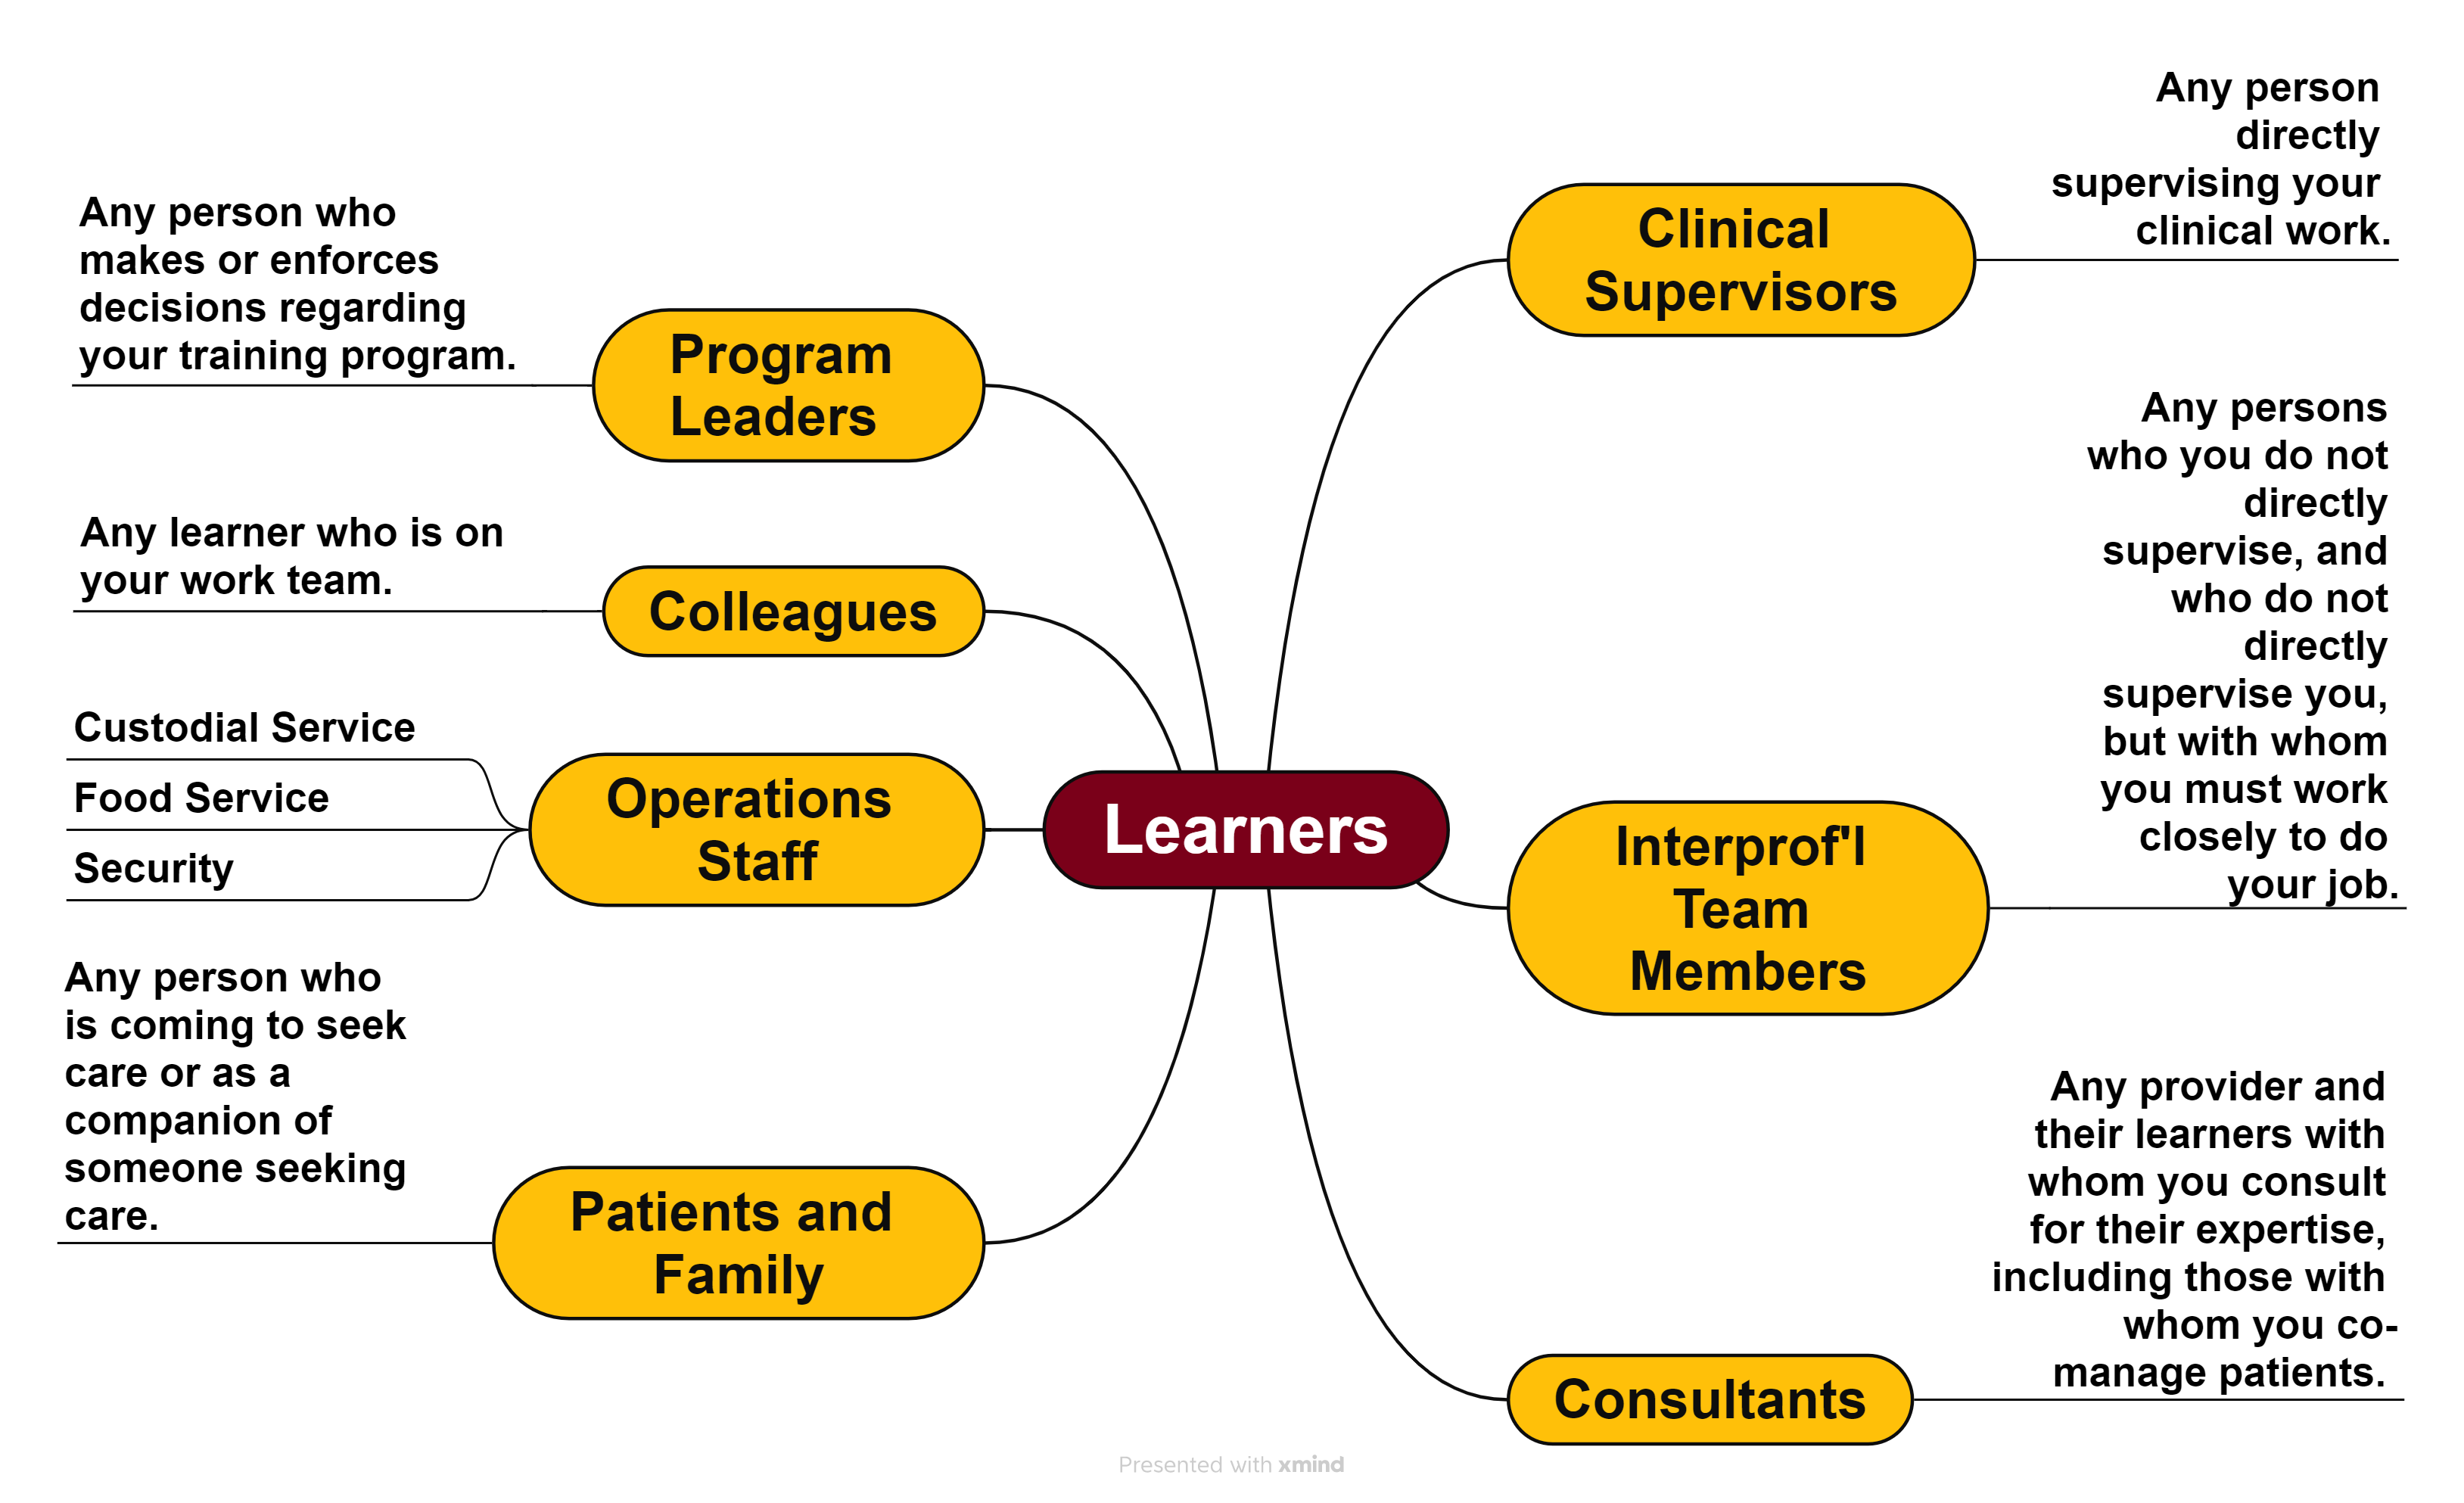 Any person who
makes or enforces
decisions regarding
your training program.
Program
Leaders
Any learner who is on
your work team.
Colleagues
Custodial Service
Food Service
Security
Operations
Staff
Any person who
is coming to seek
care or as a
companion of
someone seeking
care.
Patients and
Family
Learners
Any person
directly
supervising your
clinical work.
Clinical
Supervisors
Any persons
who you do not
directly
supervise, and
who do not
directly
supervise you,
but with whom
you must work
closely to do
your job.
Interprof'l
Team
Members
Any provider and
their learners with
whom you consult
for their expertise,
including those with
whom you co-
manage patients.
Consultants
Presented with xmind